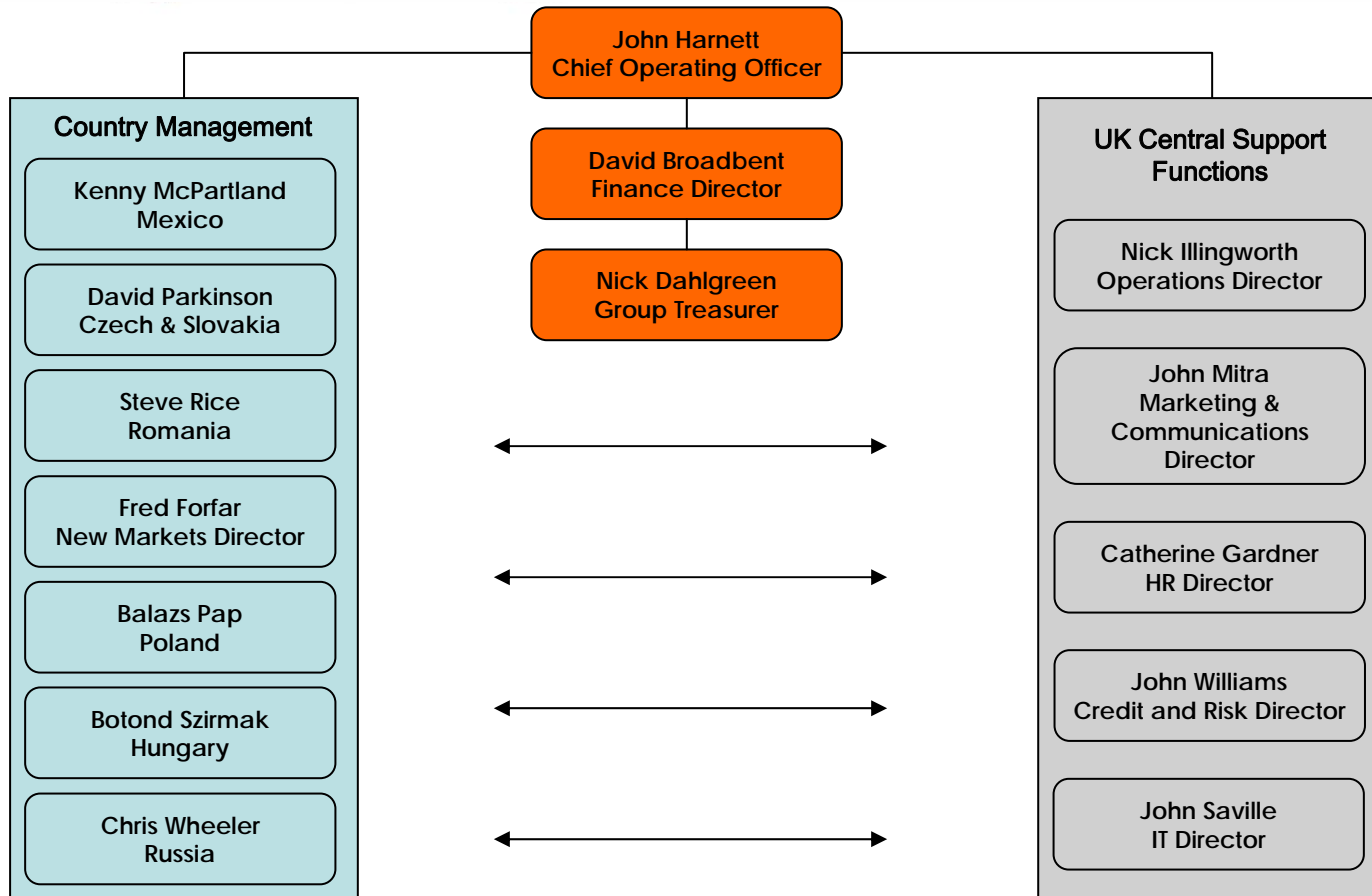 John Harnett
Chief Operating Officer
David Broadbent
Finance Director
Nick Dahlgreen
Group Treasurer
Country Management
Kenny McPartland
Mexico
David Parkinson
Czech & Slovakia
Steve Rice
Romania
Fred Forfar
New Markets Director
Balazs Pap
Poland
Botond Szirmak
Hungary
Chris Wheeler
Russia
UK Central Support
Functions
Nick Illingworth
Operations Director
John Mitra
Marketing &
Communications
Director
Catherine Gardner
HR Director
John Williams
Credit and Risk Director
John Saville
IT Director